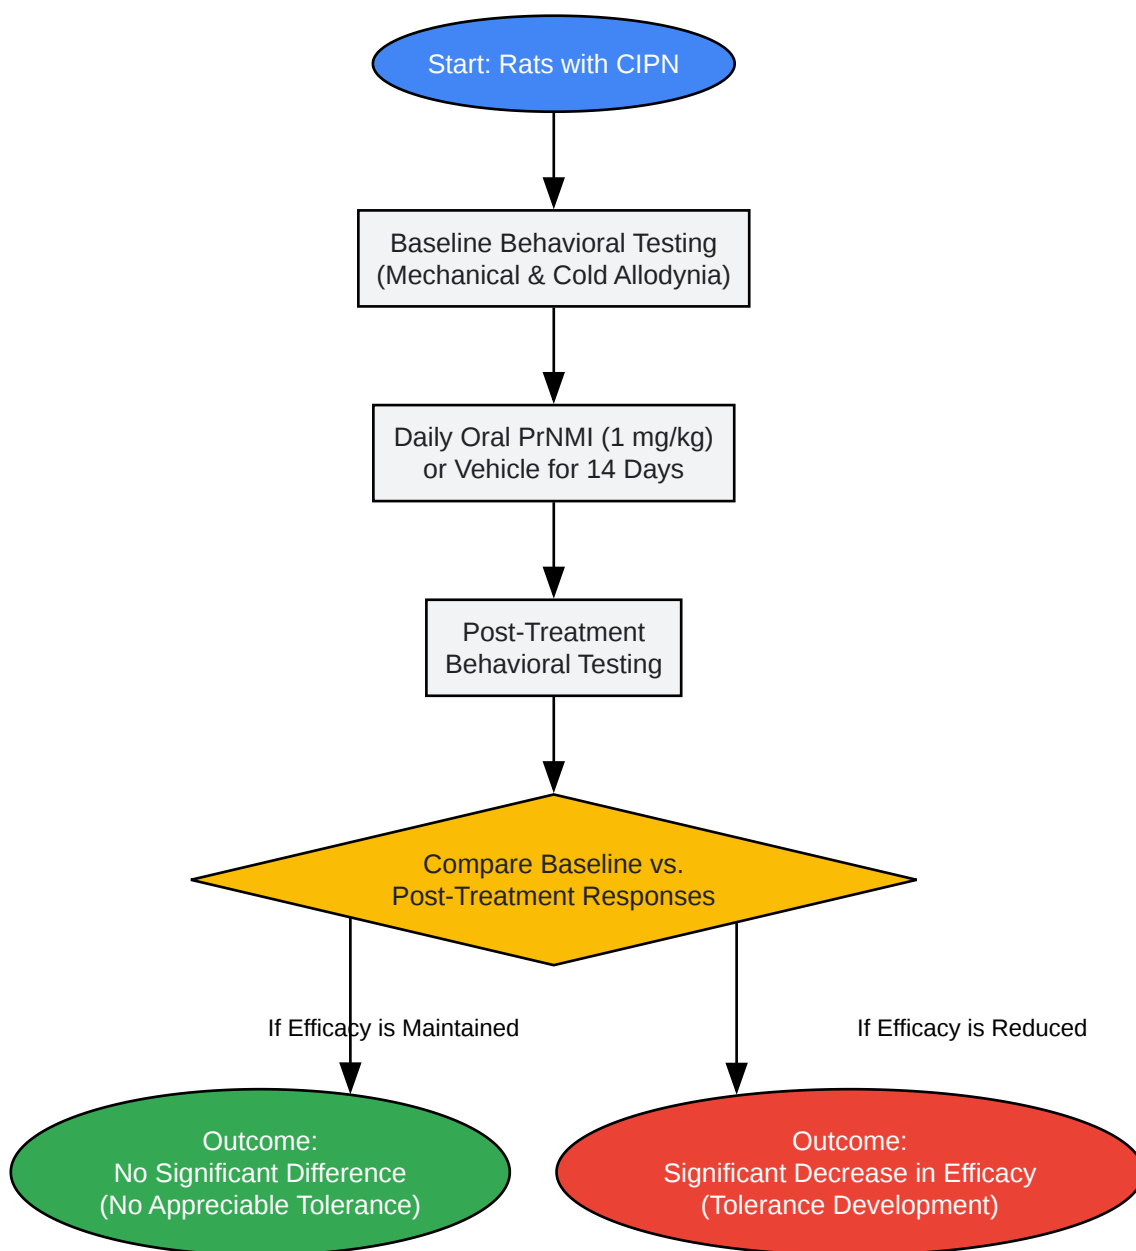 Start: Rats with CIPN
Baseline Behavioral Testing
(Mechanical & Cold Allodynia)
Daily Oral PrNMI (1 mg/kg)
or Vehicle for 14 Days
Post-Treatment
Behavioral Testing
Compare Baseline vs.
Post-Treatment Responses
If Efficacy is Maintained
If Efficacy is Reduced
Outcome:
No Significant Difference
(No Appreciable Tolerance)
Outcome:
Significant Decrease in Efficacy
(Tolerance Development)